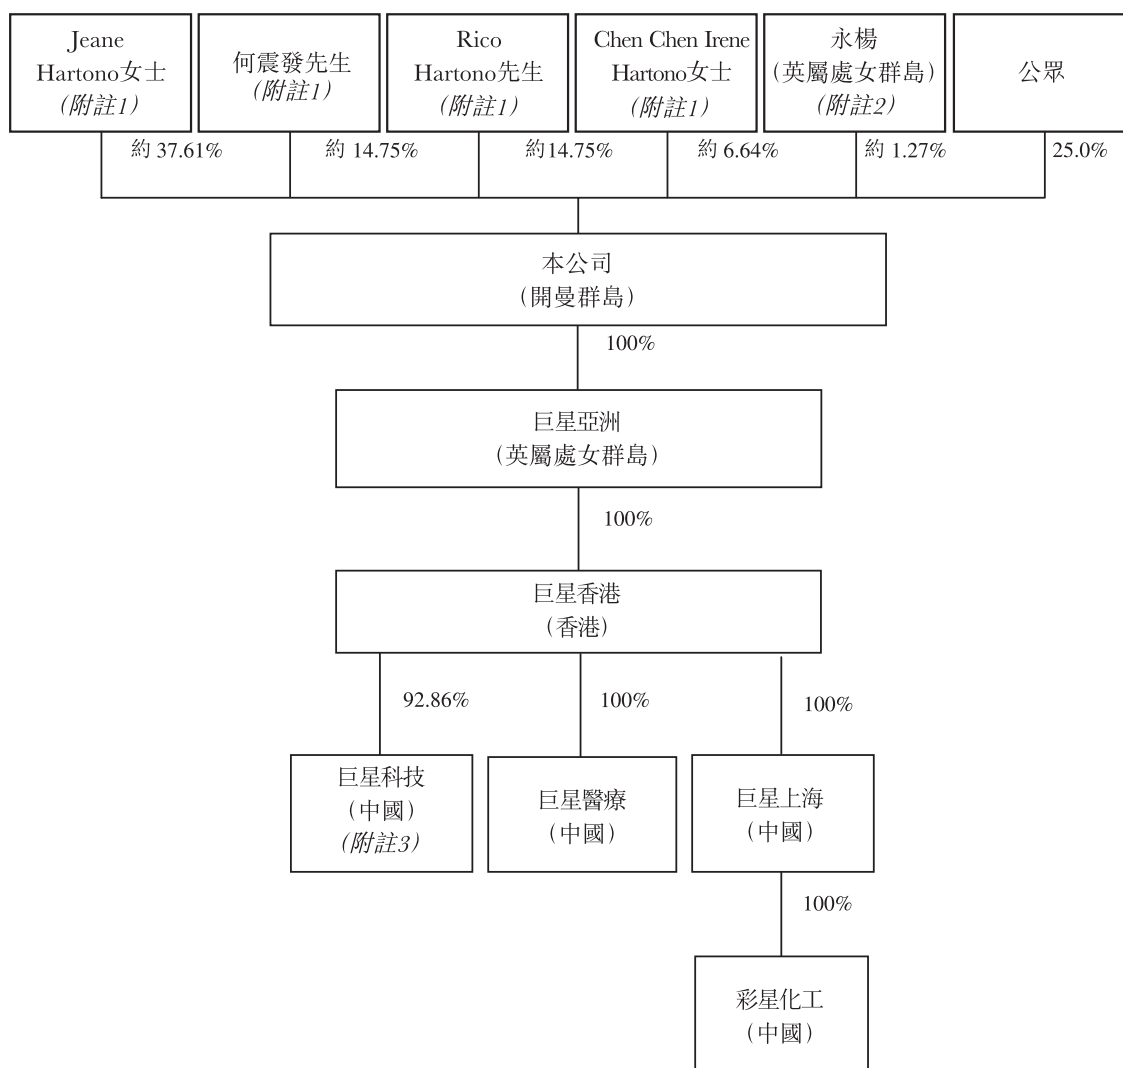 Jeane
Hartono女士
(附註1)
何震發先生
(附註1)
Rico
Hartono先生
(附註1)
Chen Chen Irene
Hartono女士
(附註1)
永楊
(英屬處女群島)
(附註2)
公眾
約 37.61%
約 14.75%
約14.75%
約 6.64%
約 1.27%
25.0%
本公司
(開曼群島)
100%
巨星亞洲
(英屬處女群島)
100%
巨星香港
(香港)
92.86%
100%
100%
巨星科技
(中國)
(附註3)
巨星醫療
(中國)
巨星上海
(中國)
100%
彩星化工
(中國)